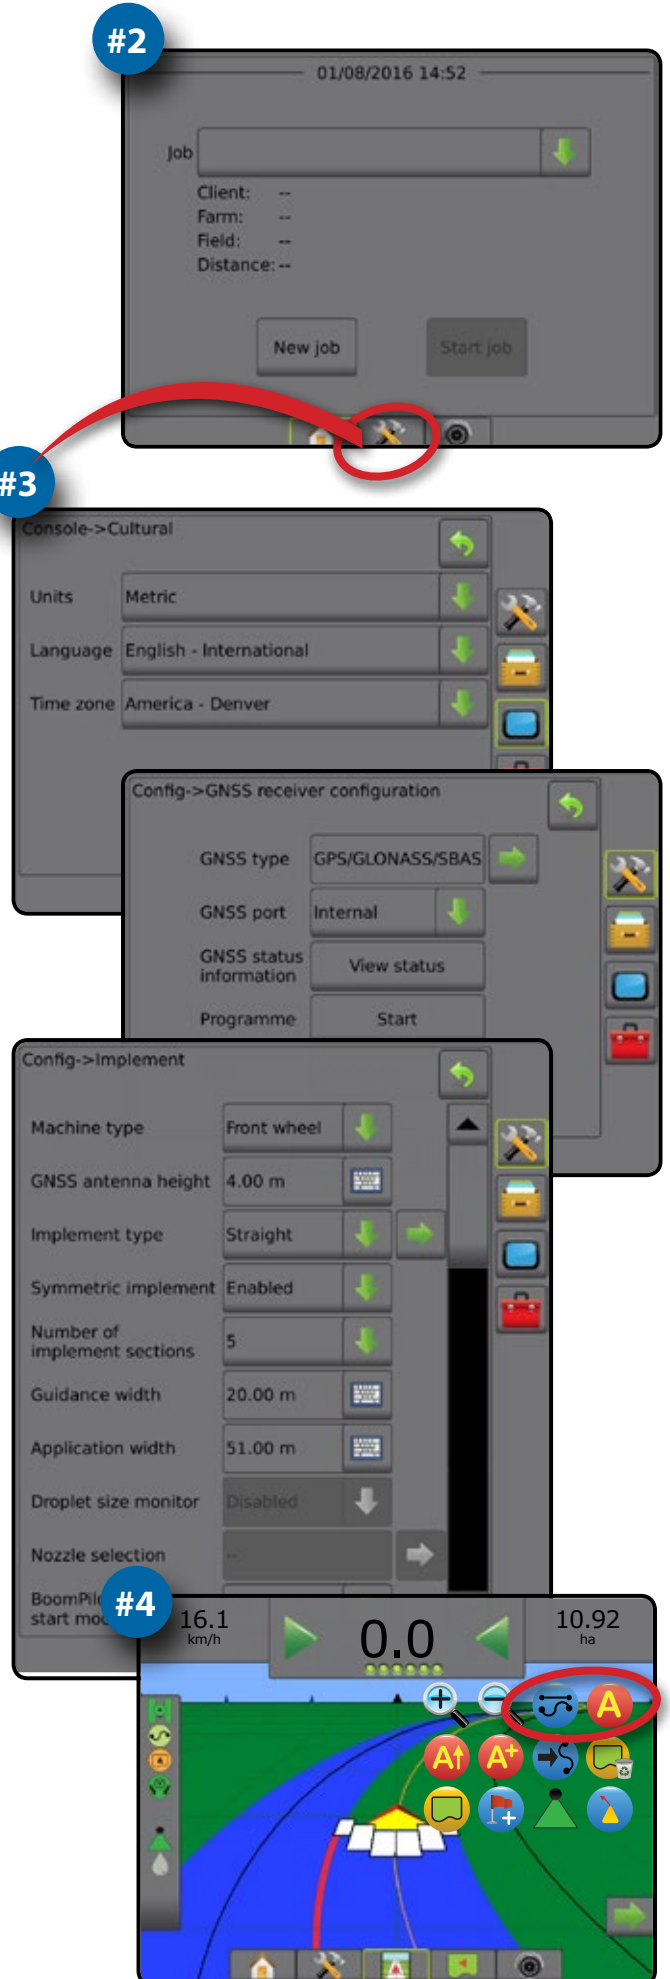 #2
01/08/2016 14:52
Job
Client: --
Farm: --
Field: --
Distance: --
New job
Start job
#3
Console->Cultural
Units Metric
Language English - International
Time zone America - Denver
Config->GNSS receiver configuration
GNSS type GPS/GLONASS/SBAS
GNSS port Internal
GNSS status
information
View status
Programme Start
Config->Implement
Machine type Front wheel
GNSS antenna height 4.00 m
Implement type Straight
Symmetric implement Enabled
Number of
implement sections
5
Guidance width 20.00 m
Application width 51.00 m
Droplet size monitor Disabled
Nozzle selection --
start
#4
16.1
km/h
0.0
10.92
ha
A
A A+